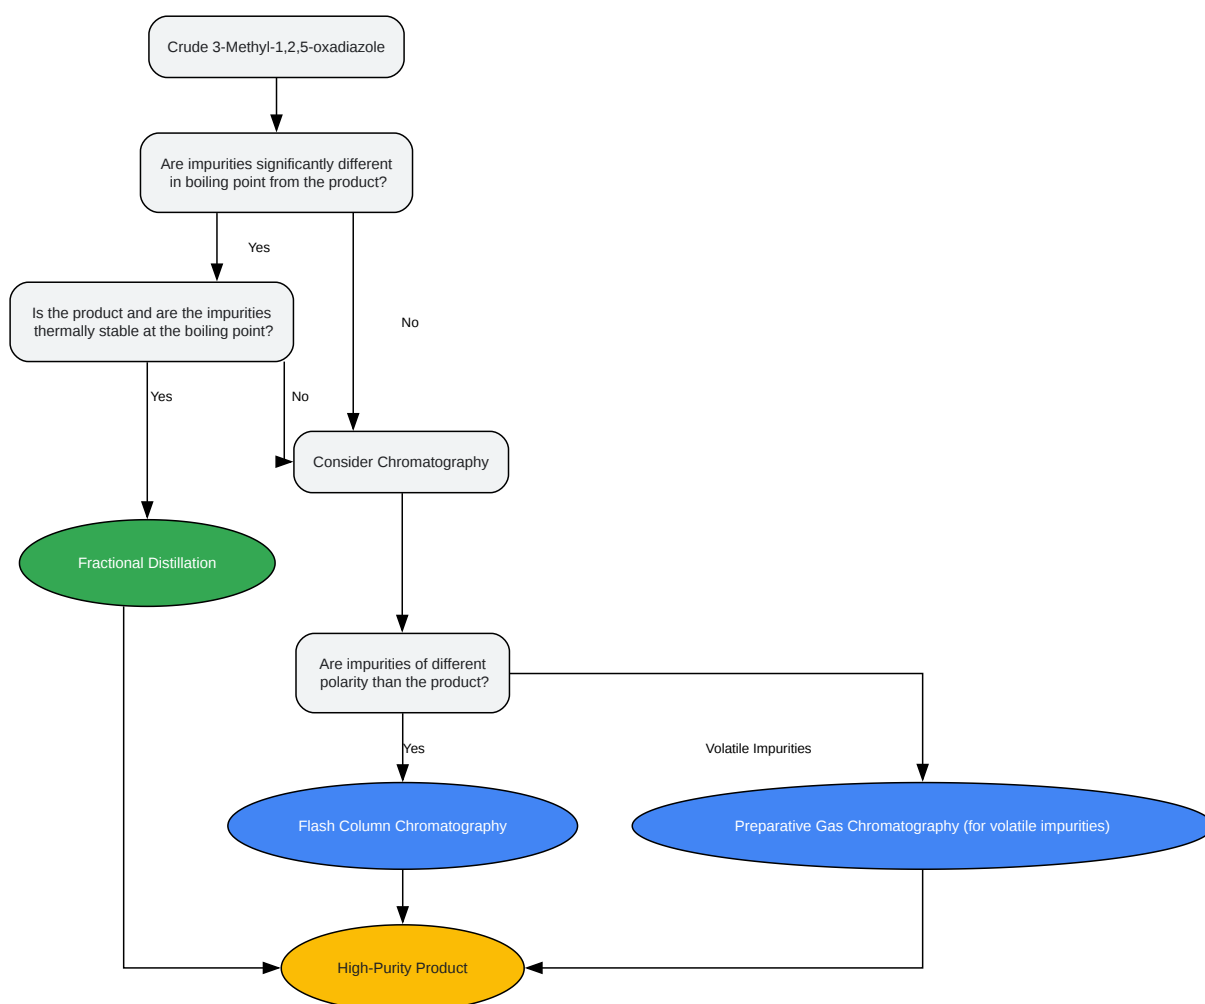 Crude 3-Methyl-1,2,5-oxadiazole
Are impurities significantly different
in boiling point from the product?
Yes
Is the product and are the impurities
thermally stable at the boiling point?
No
Yes
No
Consider Chromatography
Fractional Distillation
Are impurities of different
polarity than the product?
Yes
Volatile Impurities
Flash Column Chromatography
Preparative Gas Chromatography (for volatile impurities)
High-Purity Product